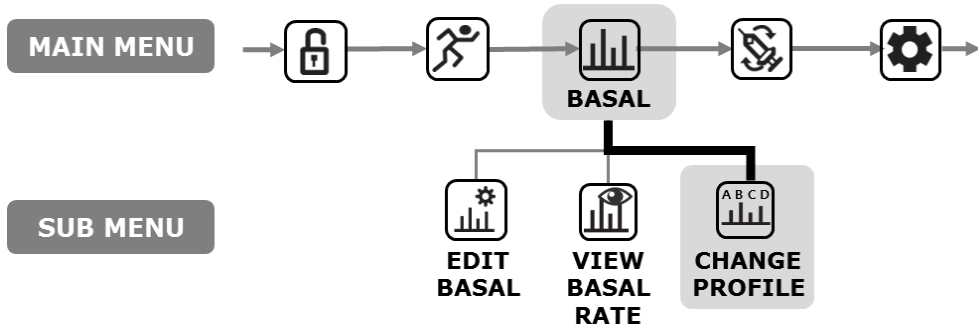 MAIN MENU
BASAL
SUB MENU
A B C D
EDIT
BASAL
VIEW
BASAL
RATE
CHANGE
PROFILE